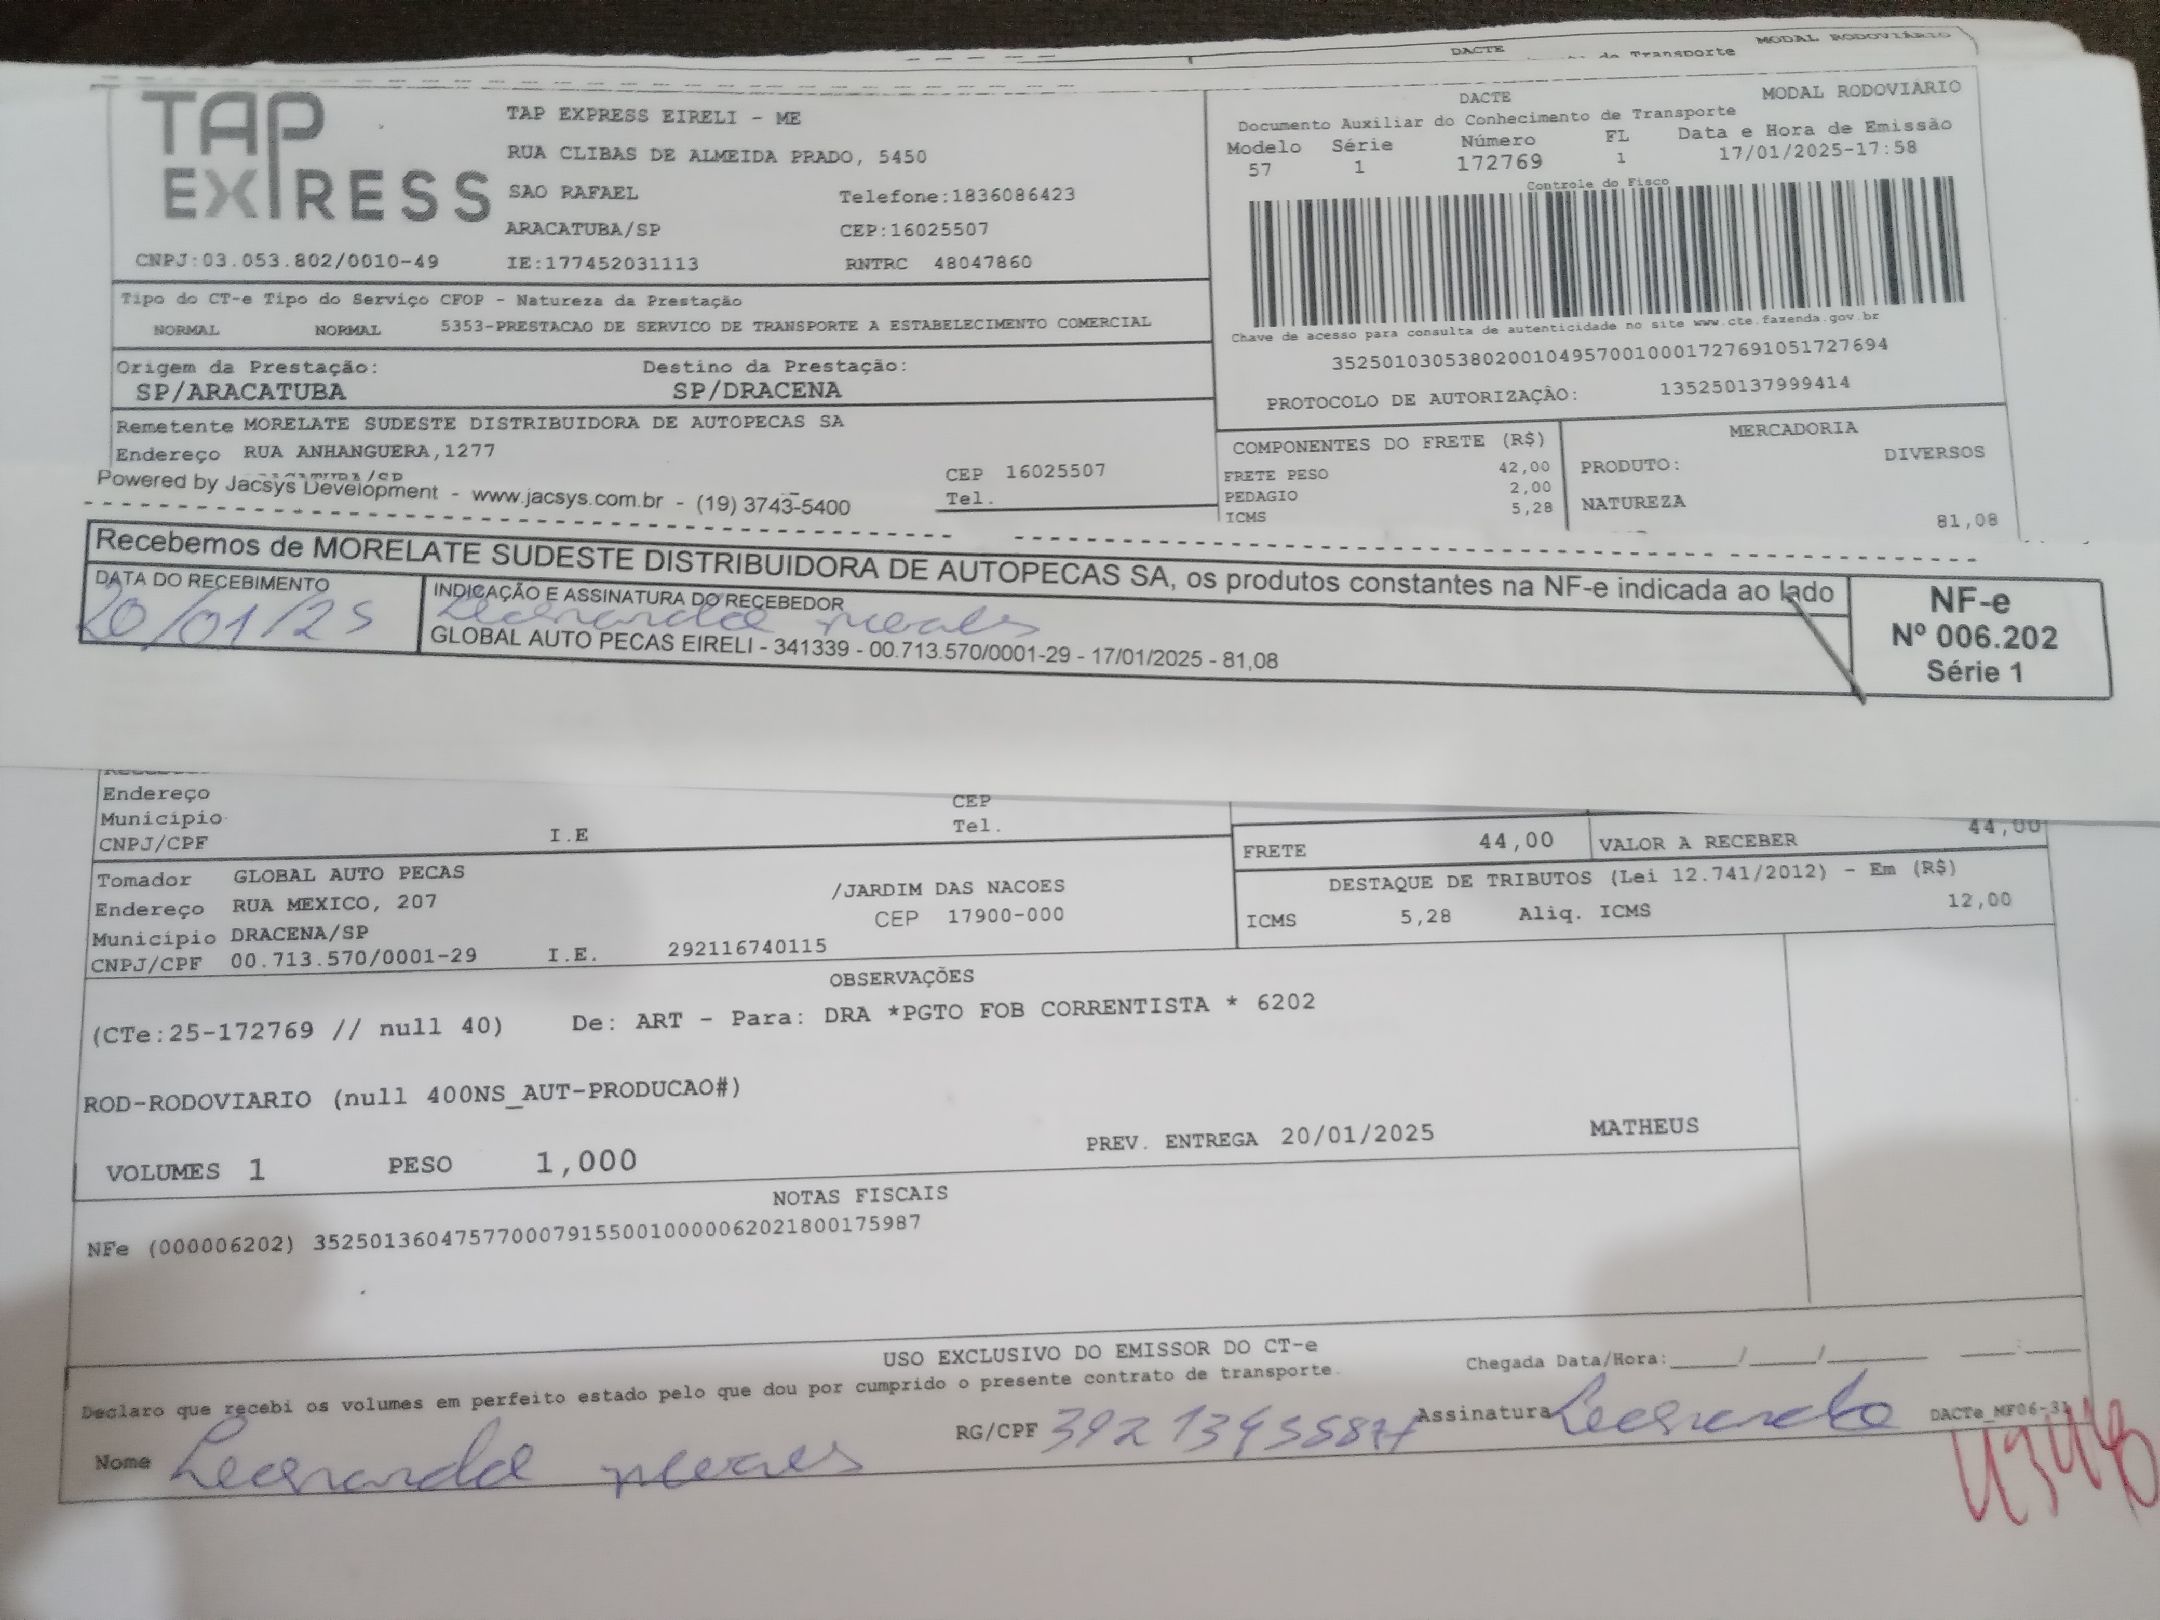 DACTE
MODAL RODOVIÁRIO
de Transporte
TAP
EXPRESS
TAP EXPRESS EIRELI - ME
RUA CLIBAS DE ALMEIDA PRADO, 5450
SAO RAFAEL
Telefone:1836086423
ARACATUBA/SP
CEP:16025507
CNPJ:03.053.802/0010-49
IE:177452031113
RNTRC 48047860
DACTE
MODAL RODOVIÁRIO
Documento Auxiliar do Conhecimento de Transporte
Modelo Série Número FL Data e Hora de Emissão
57 1 172769 1 17/01/2025-17:58
Controle do Fisco
Chave de acesso para consulta de autenticidade no site www.cte.fazenda.gov.br
35250103053802001049570010001727691051727694
PROTOCOLO DE AUTORIZAÇÃO: 135250137999414
Tipo do CT-e Tipo do Serviço CFOP - Natureza da Prestação
NORMAL NORMAL 5353-PRESTACAO DE SERVICO DE TRANSPORTE A ESTABELECIMENTO COMERCIAL
Origem da Prestação: Destino da Prestação:
SP/ARACATUBA SP/DRACENA
Remetente MORELATE SUDESTE DISTRIBUIDORA DE AUTOPECAS SA
Endereço RUA ANHANGUERA,1277
CEP 16025507
Tel.
COMPONENTES DO FRETE (R$)
FRETE PESO 42,00
PEDAGIO 2,00
ICMS 5,28
MERCADORIA
PRODUTO: DIVERSOS
NATUREZA
81,08
Powered by Jacsys Development - www.jacsys.com.br - (19) 3743-5400
Recebemos de MORELATE SUDESTE DISTRIBUIDORA DE AUTOPECAS SA, os produtos constantes na NF-e indicada ao lado
DATA DO RECEBIMENTO
20/01/25
INDICAÇÃO E ASSINATURA DO RECEBEDOR
GLOBAL AUTO PECAS EIRELI - 341339 - 00.713.570/0001-29 - 17/01/2025 - 81,08
NF-e
Nº 006.202
Série 1
Endereço
Município
CNPJ/CPF
I.E
CEP
Tel.
FRETE 44,00 VALOR A RECEBER 44,00
Tomador GLOBAL AUTO PECAS
Endereço RUA MEXICO, 207 /JARDIM DAS NACOES
CEP 17900-000
Município DRACENA/SP
CNPJ/CPF 00.713.570/0001-29 I.E. 292116740115
DESTAQUE DE TRIBUTOS (Lei 12.741/2012) - Em (R$)
ICMS 5,28 Aliq. ICMS 12,00
OBSERVAÇÕES
(CTe:25-172769 // null 40) De: ART - Para: DRA *PGTO FOB CORRENTISTA * 6202
ROD-RODOVIARIO (null 400NS_AUT-PRODUCAO#)
VOLUMES 1 PESO 1,000 PREV. ENTREGA 20/01/2025 MATHEUS
NOTAS FISCAIS
NFe (000006202) 35250136047577000791550010000062021800175987
USO EXCLUSIVO DO EMISSOR DO CT-e
Declaro que recebi os volumes em perfeito estado pelo que dou por cumprido o presente contrato de transporte.
Chegada Data/Hora:_____/_____/_______ ____:____
Nome
RG/CPF
Assinatura